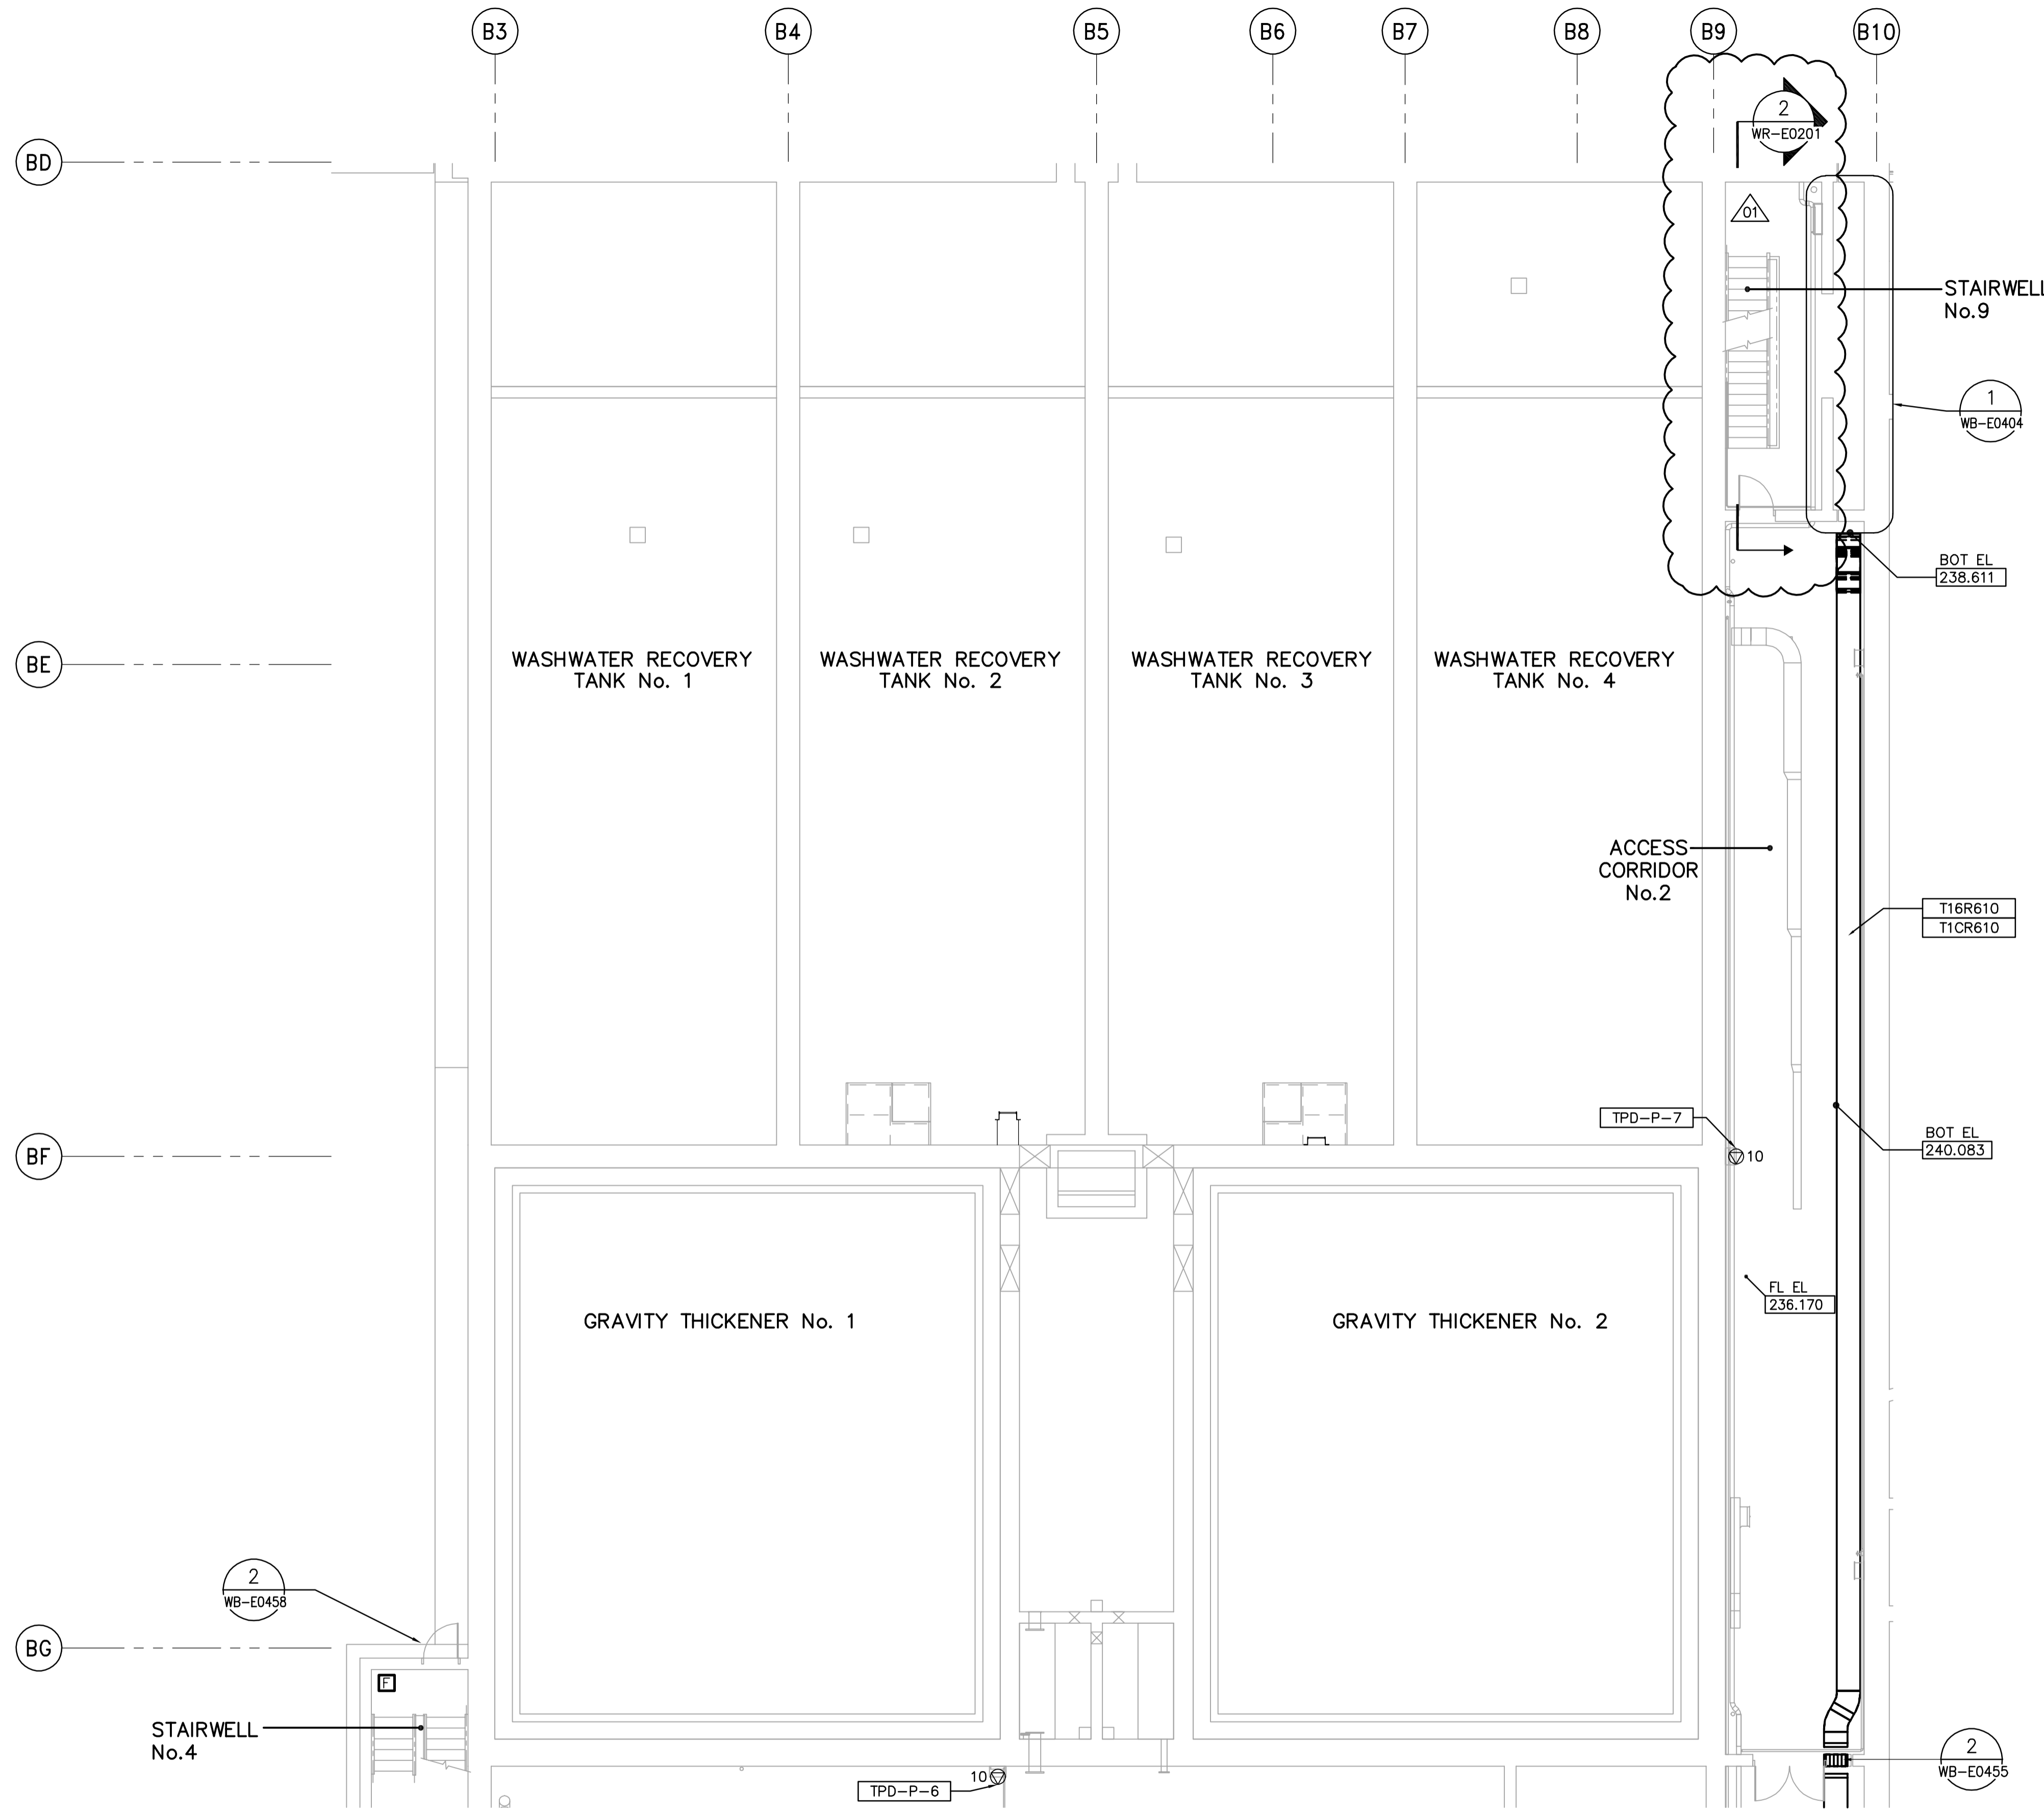 B3
B4
B5
B6
B7
B8
B9
B10
BD
2
WR-E0201
01
STAIRWELL
No.9
1
WB-E0404
BOT EL
238.611
BE
WASHWATER RECOVERY
TANK No. 1
WASHWATER RECOVERY
TANK No. 2
WASHWATER RECOVERY
TANK No. 3
WASHWATER RECOVERY
TANK No. 4
ACCESS
CORRIDOR
No.2
T16R610
T1CR610
TPD-P-7
10
BOT EL
240.083
BF
FL EL
236.170
GRAVITY THICKENER No. 1
GRAVITY THICKENER No. 2
2
WB-E0458
BG
F
STAIRWELL
No.4
10
TPD-P-6
2
WB-E0455